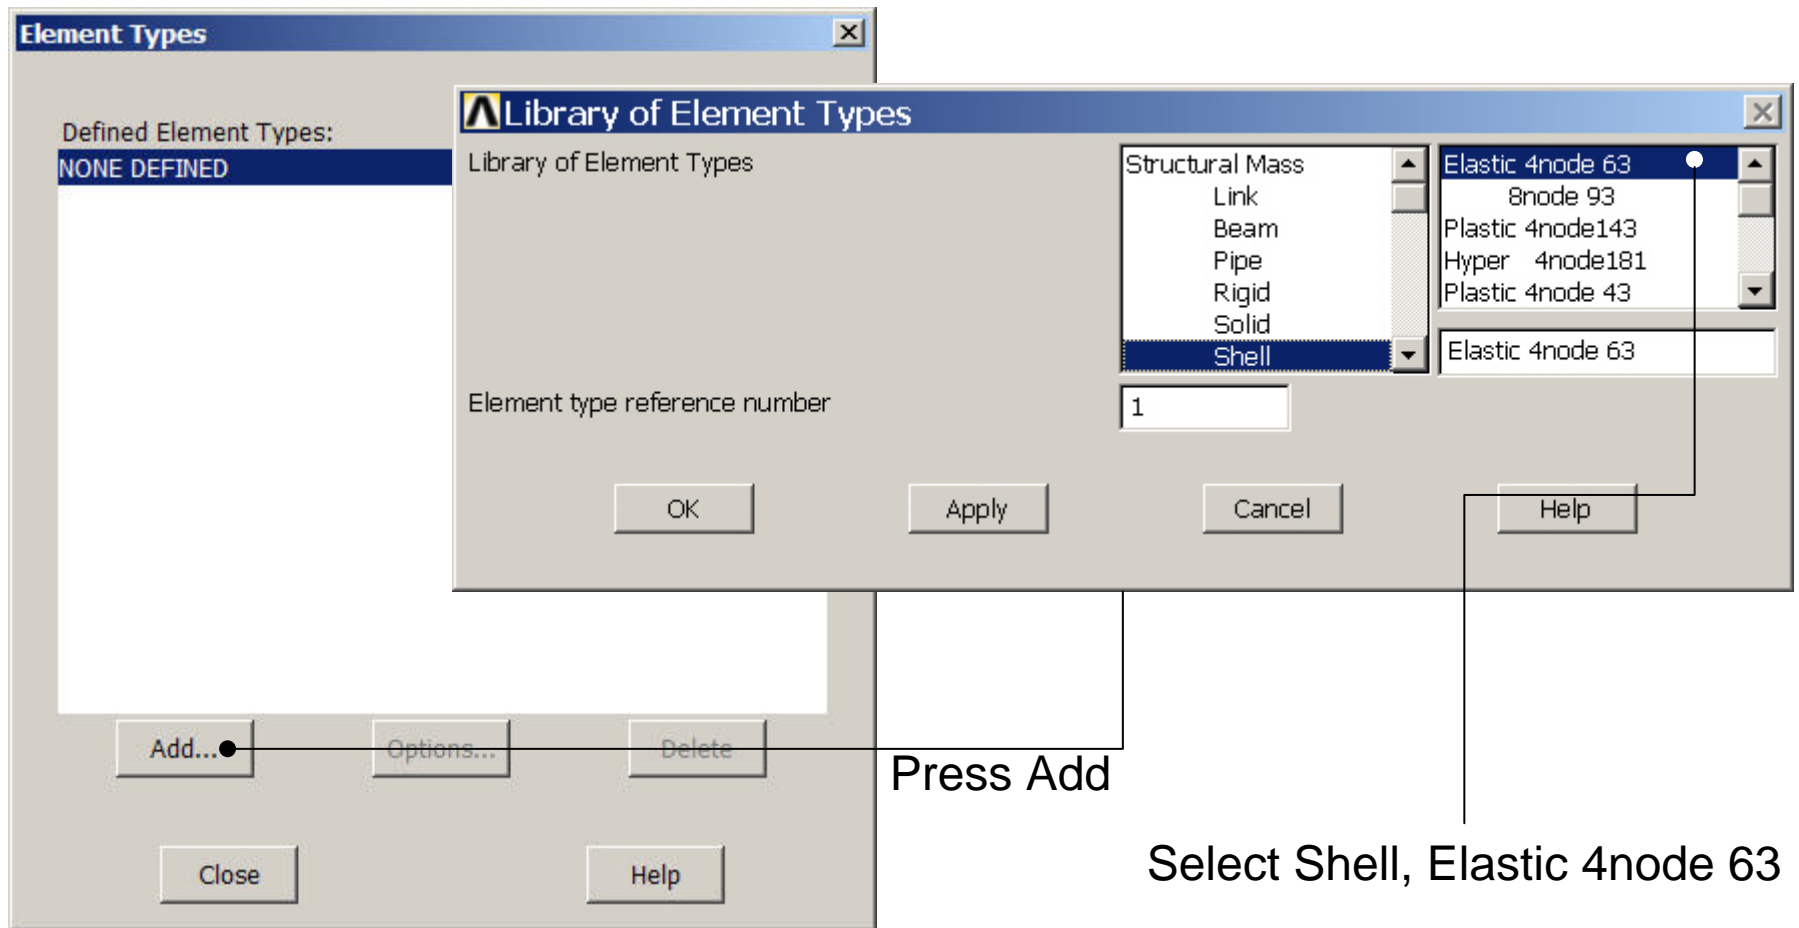 Element Types
Defined Element Types:
NONE DEFINED
Library of Element Types
Library of Element Types
Structural Mass
Link
Beam
Pipe
Rigid
Solid
Shell
Elastic 4node 63
8node 93
Plastic 4node143
Hyper 4node181
Plastic 4node 43
Elastic 4node 63
Element type reference number
1
OK
Apply
Cancel
Help
Add...
Options...
Delete
Press Add
Close
Help
Select Shell, Elastic 4node 63